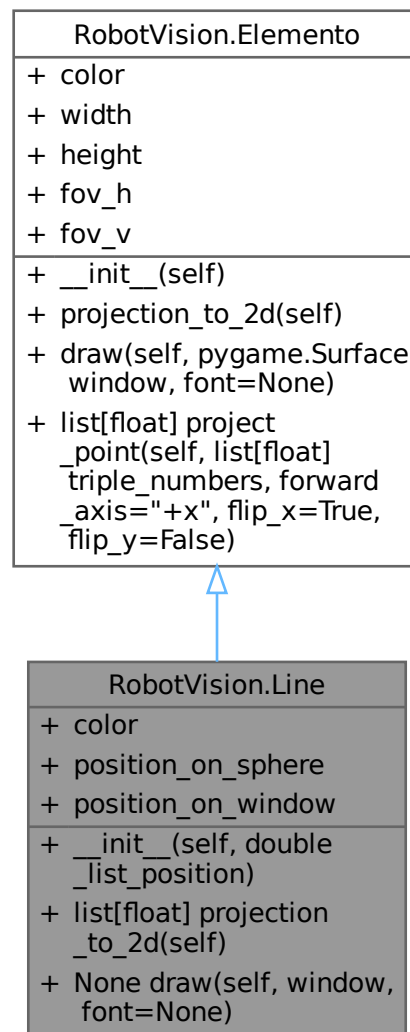 RobotVision.Elemento
+ color
+ width
+ height
+ fov_h
+ fov_v
+ __init__(self)
+ projection_to_2d(self)
+ draw(self, pygame.Surface
window, font=None)
+ list[float] project
_point(self, list[float]
triple_numbers, forward
_axis="+x", flip_x=True,
flip_y=False)
RobotVision.Line
+ color
+ position_on_sphere
+ position_on_window
+ __init__(self, double
_list_position)
+ list[float] projection
_to_2d(self)
+ None draw(self, window,
font=None)